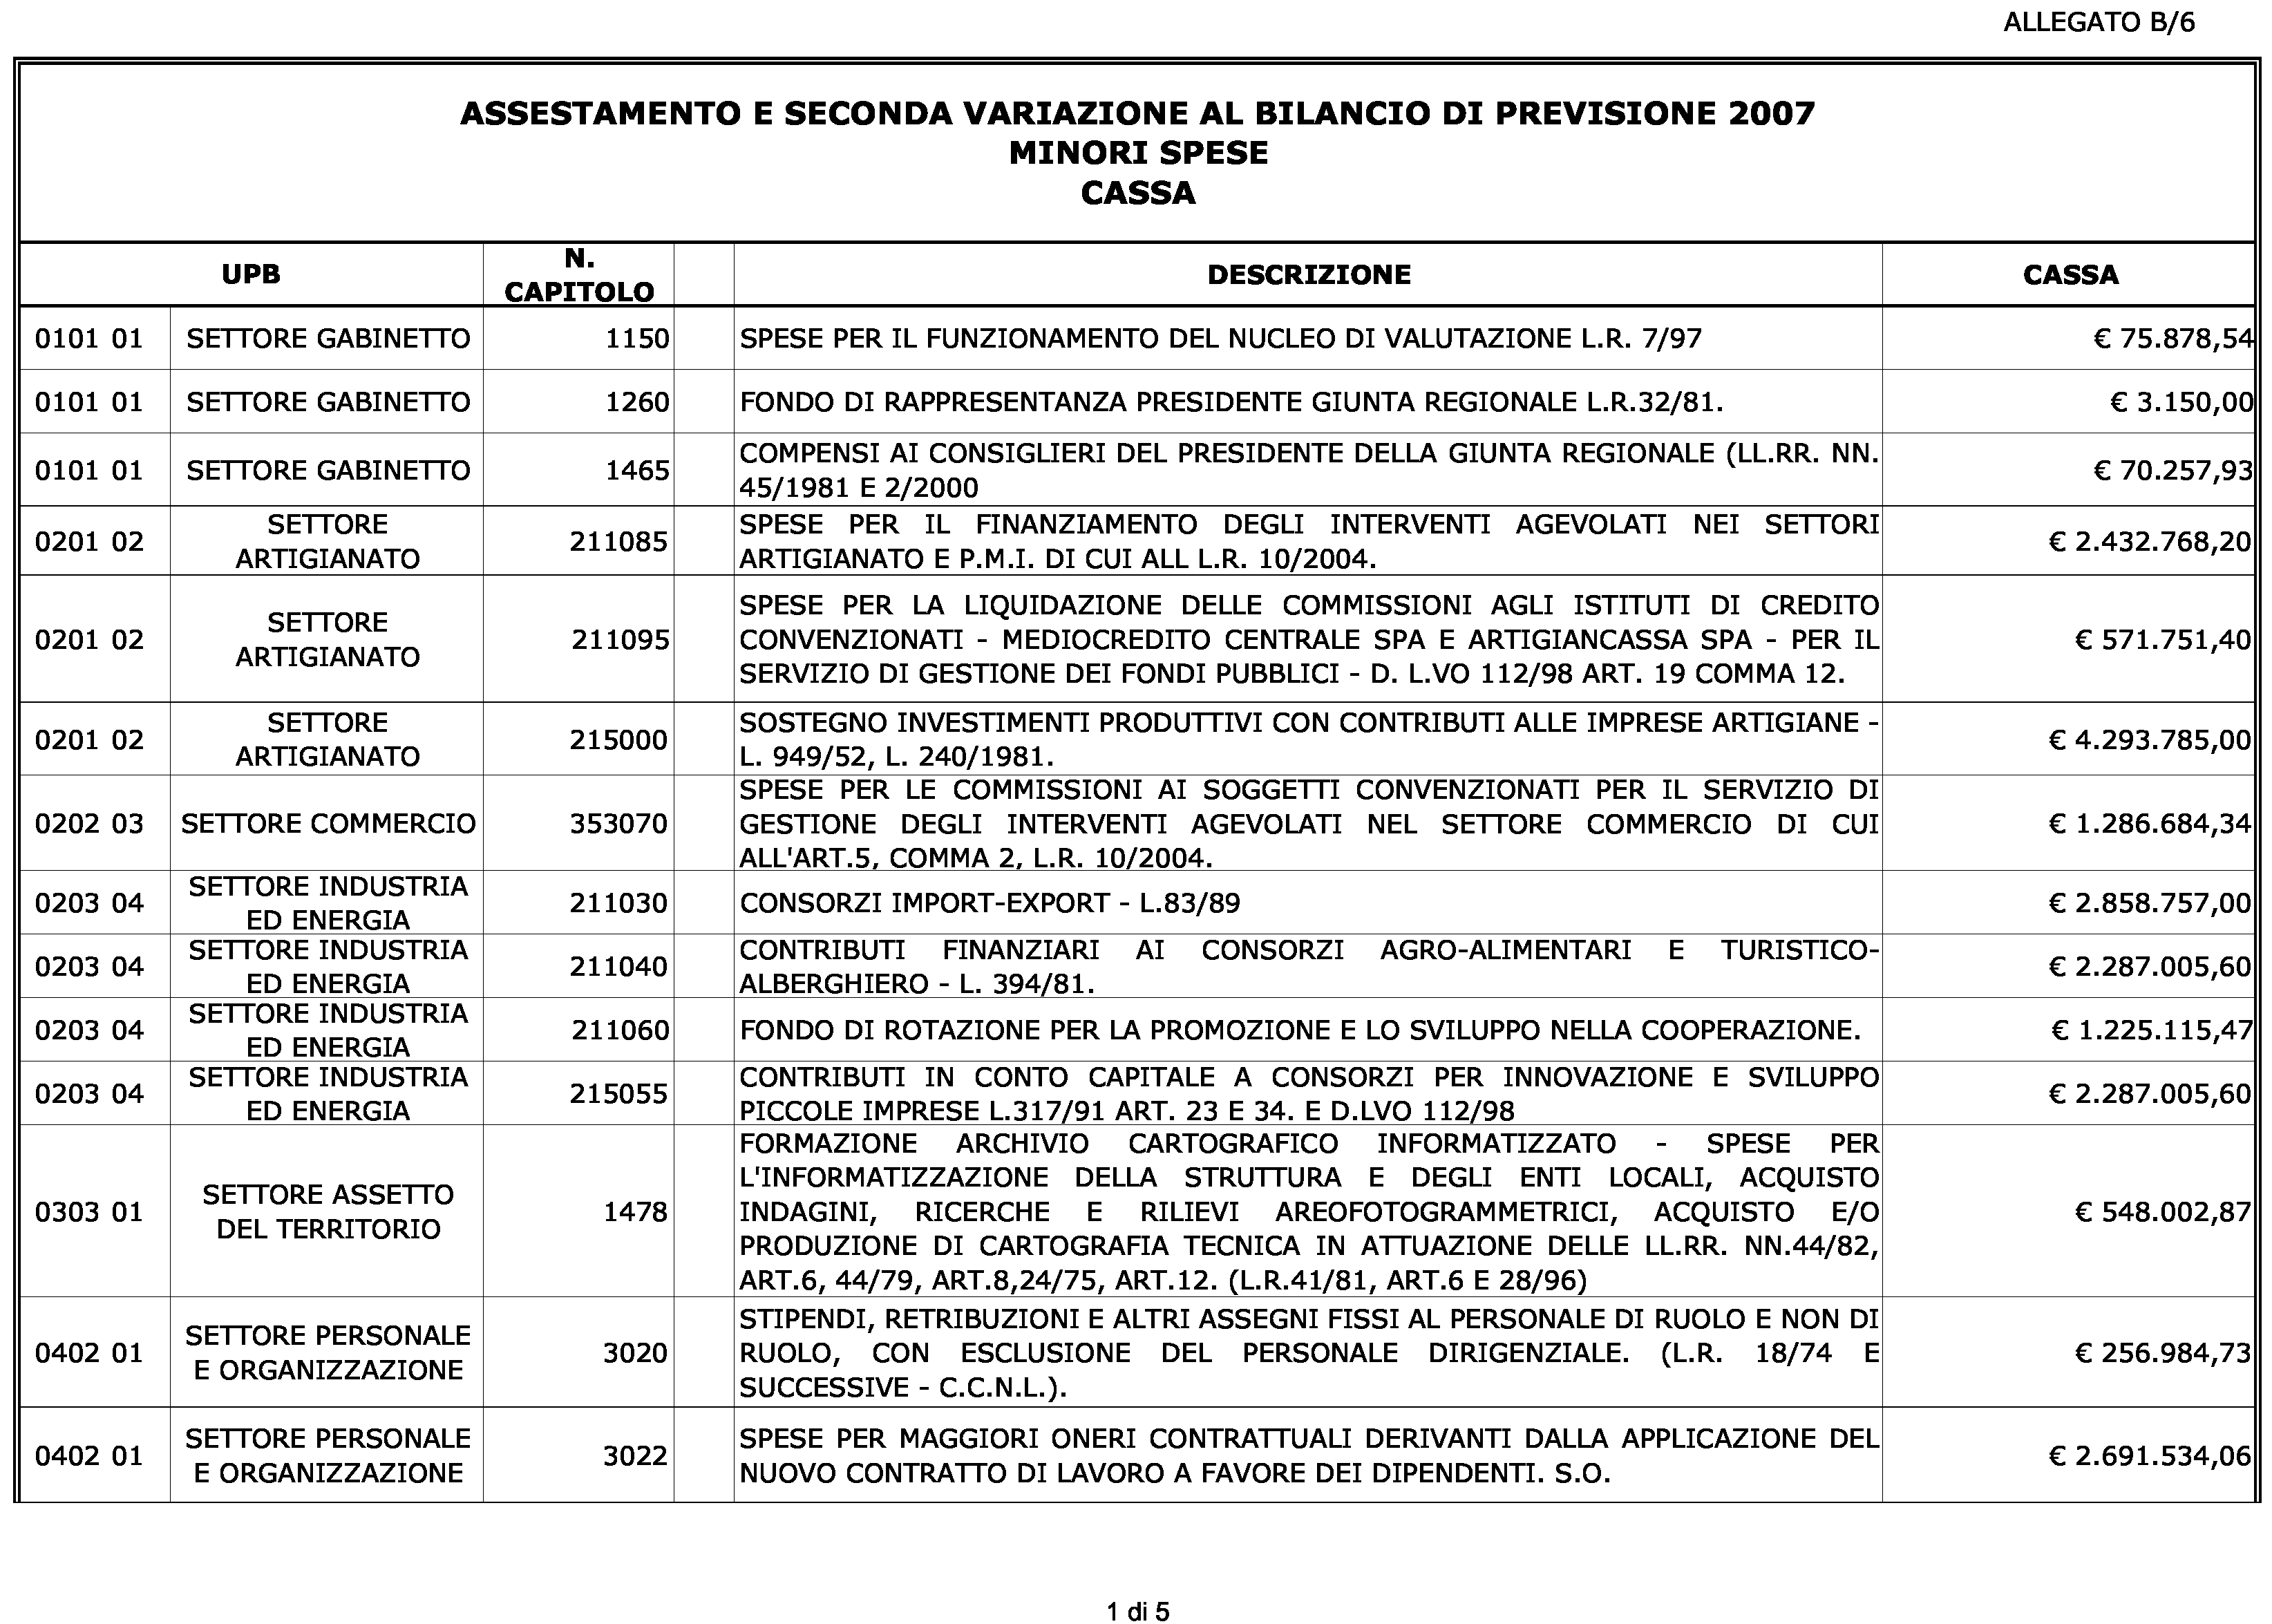 ALLEGATO B/6
ASSESTAMENTO E SECONDA VARIAZIONE AL BILANCIO DI PREVISIONE 2007
MINORI SPESE
CASSA
UPB
N.
CAPITOLO
DESCRIZIONE
CASSA
0101 01 SETTORE GABINETTO 1150 SPESE PER IL FUNZIONAMENTO DEL NUCLEO DI VALUTAZIONE L.R. 7/97 € 75.878,54
0101 01 SETTORE GABINETTO 1260 FONDO DI RAPPRESENTANZA PRESIDENTE GIUNTA REGIONALE L.R.32/81. € 3.150,00
0101 01 SETTORE GABINETTO 1465
COMPENSI AI CONSIGLIERI DEL PRESIDENTE DELLA GIUNTA REGIONALE (LL.RR. NN.
45/1981 E 2/2000
€ 70.257,93
0201 02
SETTORE
ARTIGIANATO
211085
SPESE PER IL FINANZIAMENTO DEGLI INTERVENTI AGEVOLATI NEI SETTORI
ARTIGIANATO E P.M.I. DI CUI ALL L.R. 10/2004.
€ 2.432.768,20
0201 02
SETTORE
ARTIGIANATO
211095
SPESE PER LA LIQUIDAZIONE DELLE COMMISSIONI AGLI ISTITUTI DI CREDITO
CONVENZIONATI - MEDIOCREDITO CENTRALE SPA E ARTIGIANCASSA SPA - PER IL
SERVIZIO DI GESTIONE DEI FONDI PUBBLICI - D. L.VO 112/98 ART. 19 COMMA 12.
€ 571.751,40
0201 02
SETTORE
ARTIGIANATO
215000
SOSTEGNO INVESTIMENTI PRODUTTIVI CON CONTRIBUTI ALLE IMPRESE ARTIGIANE -
L. 949/52, L. 240/1981.
€ 4.293.785,00
0202 03 SETTORE COMMERCIO 353070
SPESE PER LE COMMISSIONI AI SOGGETTI CONVENZIONATI PER IL SERVIZIO DI
GESTIONE DEGLI INTERVENTI AGEVOLATI NEL SETTORE COMMERCIO DI CUI
ALL'ART.5, COMMA 2, L.R. 10/2004.
€ 1.286.684,34
0203 04
SETTORE INDUSTRIA
ED ENERGIA
211030 CONSORZI IMPORT-EXPORT - L.83/89 € 2.858.757,00
0203 04
SETTORE INDUSTRIA
ED ENERGIA
211040
CONTRIBUTI FINANZIARI AI CONSORZI AGRO-ALIMENTARI E TURISTICO-
ALBERGHIERO - L. 394/81.
€ 2.287.005,60
0203 04
SETTORE INDUSTRIA
ED ENERGIA
211060 FONDO DI ROTAZIONE PER LA PROMOZIONE E LO SVILUPPO NELLA COOPERAZIONE. € 1.225.115,47
0203 04
SETTORE INDUSTRIA
ED ENERGIA
215055
CONTRIBUTI IN CONTO CAPITALE A CONSORZI PER INNOVAZIONE E SVILUPPO
PICCOLE IMPRESE L.317/91 ART. 23 E 34. E D.LVO 112/98
€ 2.287.005,60
0303 01
SETTORE ASSETTO
DEL TERRITORIO
1478
FORMAZIONE ARCHIVIO CARTOGRAFICO INFORMATIZZATO - SPESE PER
L'INFORMATIZZAZIONE DELLA STRUTTURA E DEGLI ENTI LOCALI, ACQUISTO
INDAGINI, RICERCHE E RILIEVI AREOFOTOGRAMMETRICI, ACQUISTO E/O
PRODUZIONE DI CARTOGRAFIA TECNICA IN ATTUAZIONE DELLE LL.RR. NN.44/82,
ART.6, 44/79, ART.8,24/75, ART.12. (L.R.41/81, ART.6 E 28/96)
€ 548.002,87
0402 01
SETTORE PERSONALE
E ORGANIZZAZIONE
3020
STIPENDI, RETRIBUZIONI E ALTRI ASSEGNI FISSI AL PERSONALE DI RUOLO E NON DI
RUOLO, CON ESCLUSIONE DEL PERSONALE DIRIGENZIALE. (L.R. 18/74 E
SUCCESSIVE - C.C.N.L.).
€ 256.984,73
0402 01
SETTORE PERSONALE
E ORGANIZZAZIONE
3022
SPESE PER MAGGIORI ONERI CONTRATTUALI DERIVANTI DALLA APPLICAZIONE DEL
NUOVO CONTRATTO DI LAVORO A FAVORE DEI DIPENDENTI. S.O.
€ 2.691.534,06
1 di 5